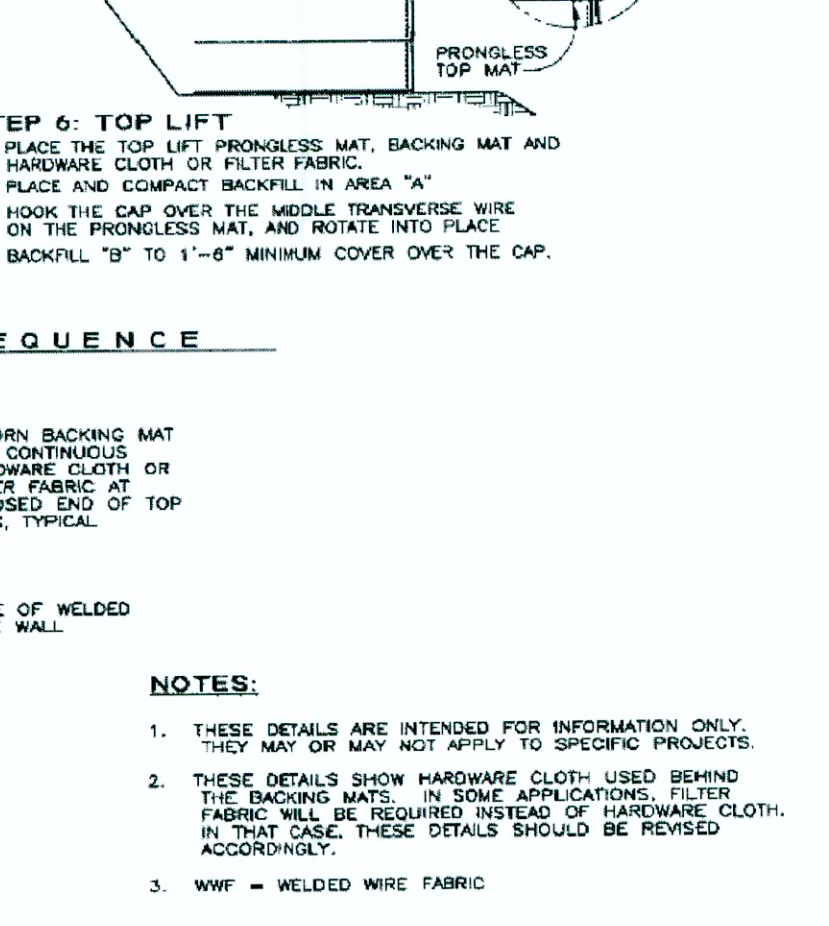 PRONGLESS
TOP MAT
TEP 6: TOP LIFT
PLACE THE TOP LIFT PRONGLESS MAT, BACKING MAT AND
HARDWARE CLOTH OR FILTER FABRIC.
PLACE AND COMPACT BACKFILL IN AREA "A"
HOOK THE CAP OVER THE MIDDLE TRANSVERSE WIRE
ON THE PRONGLESS MAT, AND ROTATE INTO PLACE
BACKFILL "B" TO 1'-6" MINIMUM COVER OVER THE CAP.
EQUENCE
ORN BACKING MAT
CONTINUOUS
DWARE CLOTH OR
ER FABRIC AT
OSED END OF TOP
, TYPICAL
E OF WELDED
E WALL
NOTES:
1. THESE DETAILS ARE INTENDED FOR INFORMATION ONLY.
THEY MAY OR MAY NOT APPLY TO SPECIFIC PROJECTS.
2. THESE DETAILS SHOW HARDWARE CLOTH USED BEHIND
THE BACKING MATS. IN SOME APPLICATIONS, FILTER
FABRIC WILL BE REQUIRED INSTEAD OF HARDWARE CLOTH.
IN THAT CASE, THESE DETAILS SHOULD BE REVISED
ACCORDINGLY.
3. WWF = WELDED WIRE FABRIC